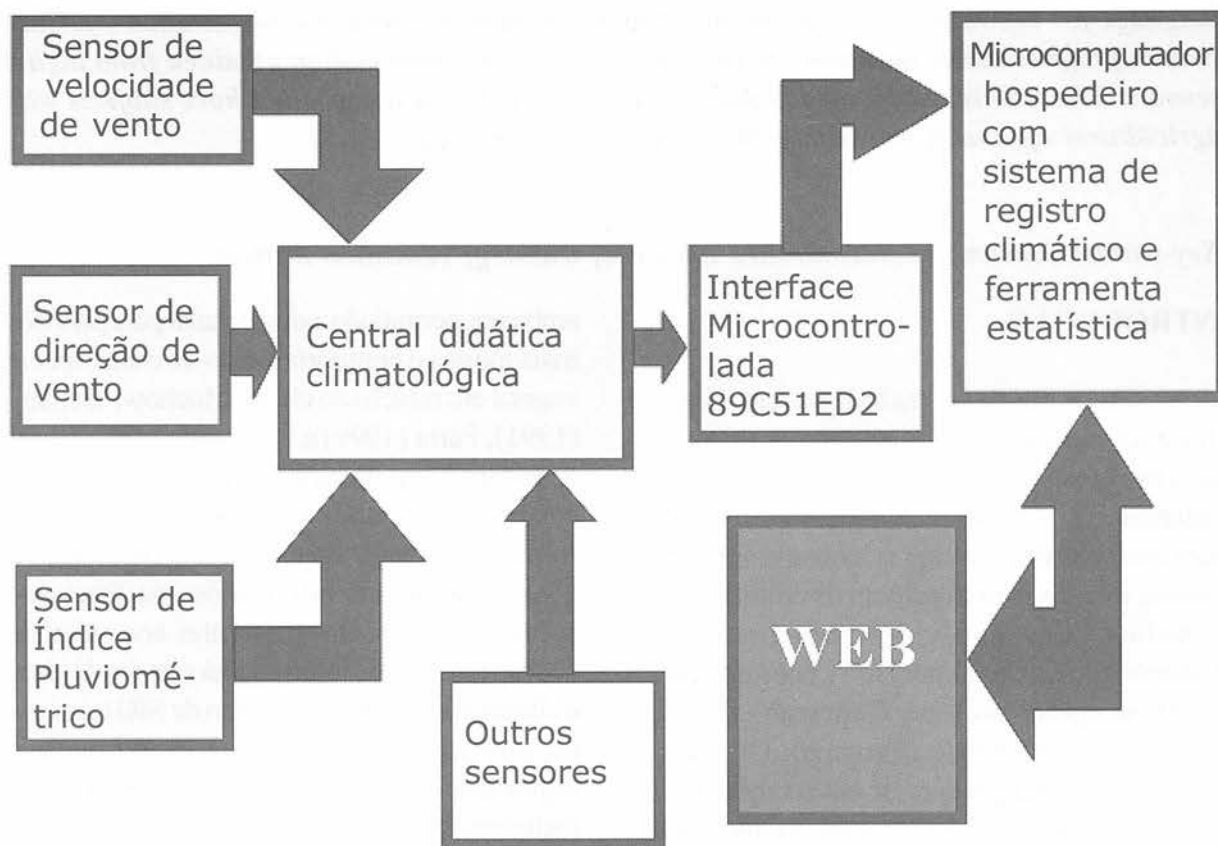 Sensor de
velocidade
de vento
Microcomputador
hospedeiro
com
sistema de
registro
climático e
ferramenta
estatística
Sensor de
direção de
vento
Central didática
climatológica
Interface
Microcontro-
lada
89C51ED2
Sensor de
Índice
Pluviomé-
trico
Outros
sensores
WEB